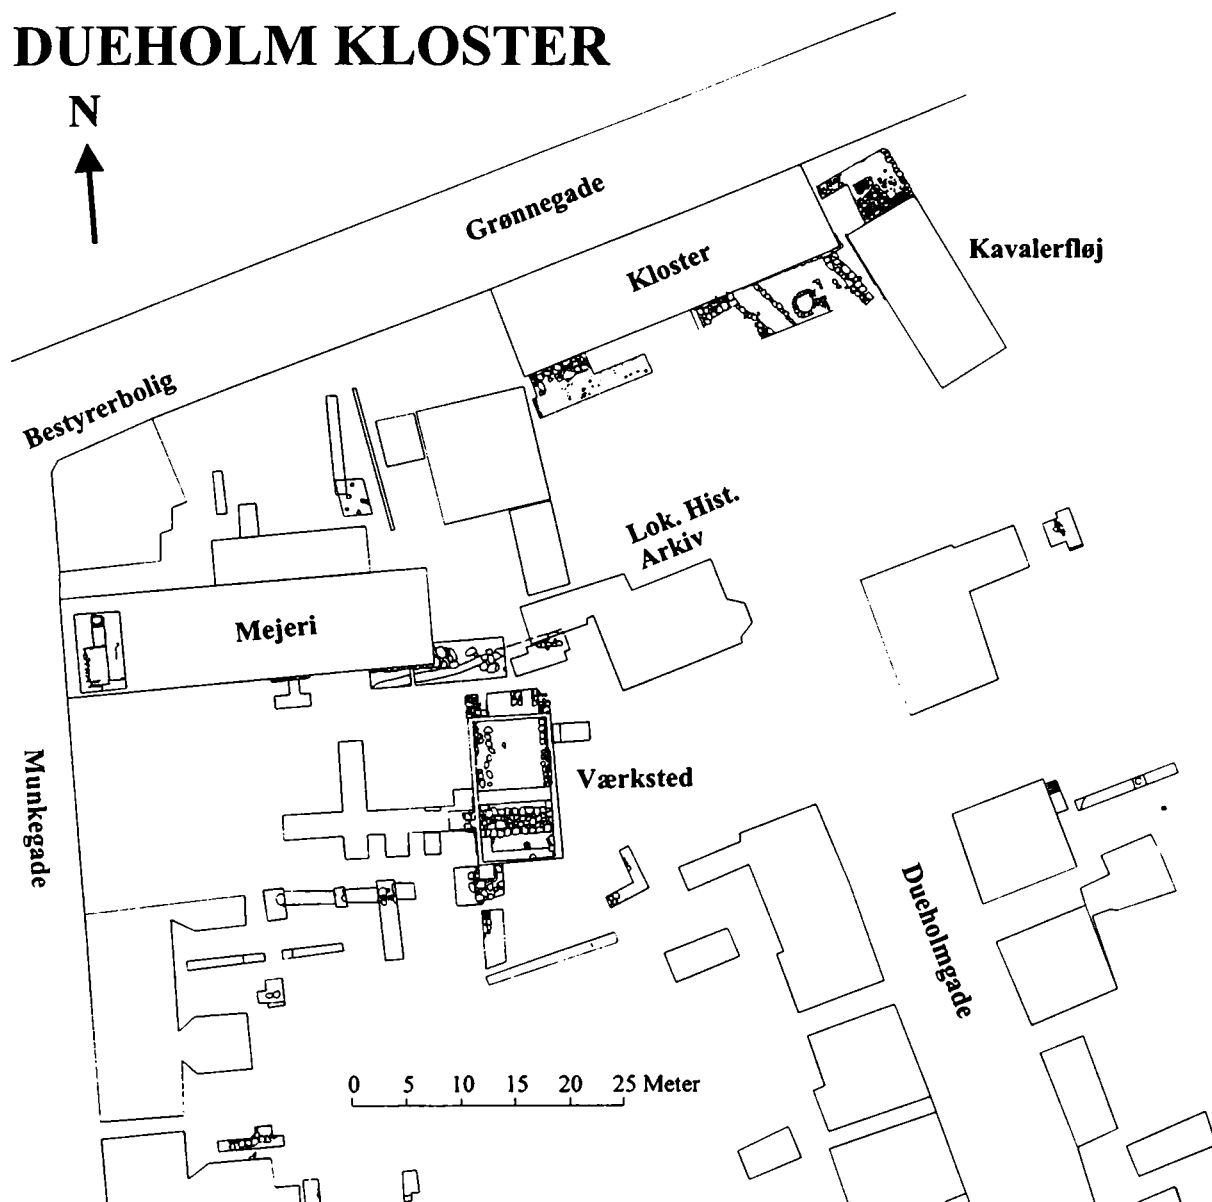 DUEHOLM KLOSTER
N
Grønnegade
Kloster
Kavalerfløj
Bestyrerbolig
Lok. Hist.
Arkiv
Mejeri
Munkegade
Værksted
Dueholmgade
0 5 10 15 20 25 Meter